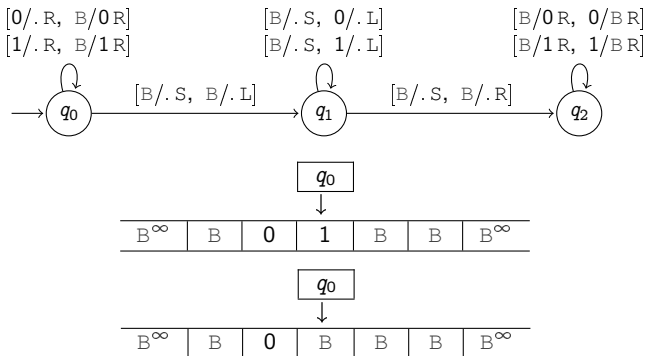 [0/. R, B/0 R] [B/. S, 0/. L] [B/0 R, 0/B R]
[1/. R, B/1 R] [B/. S, 1/. L] [B/1 R, 1/B R]
[B/. S, B/. L] [B/. S, B/. R]
q0 q1 q2
q0
B∞ B 0 1 B B B∞
q0
B∞ B 0 B B B B∞